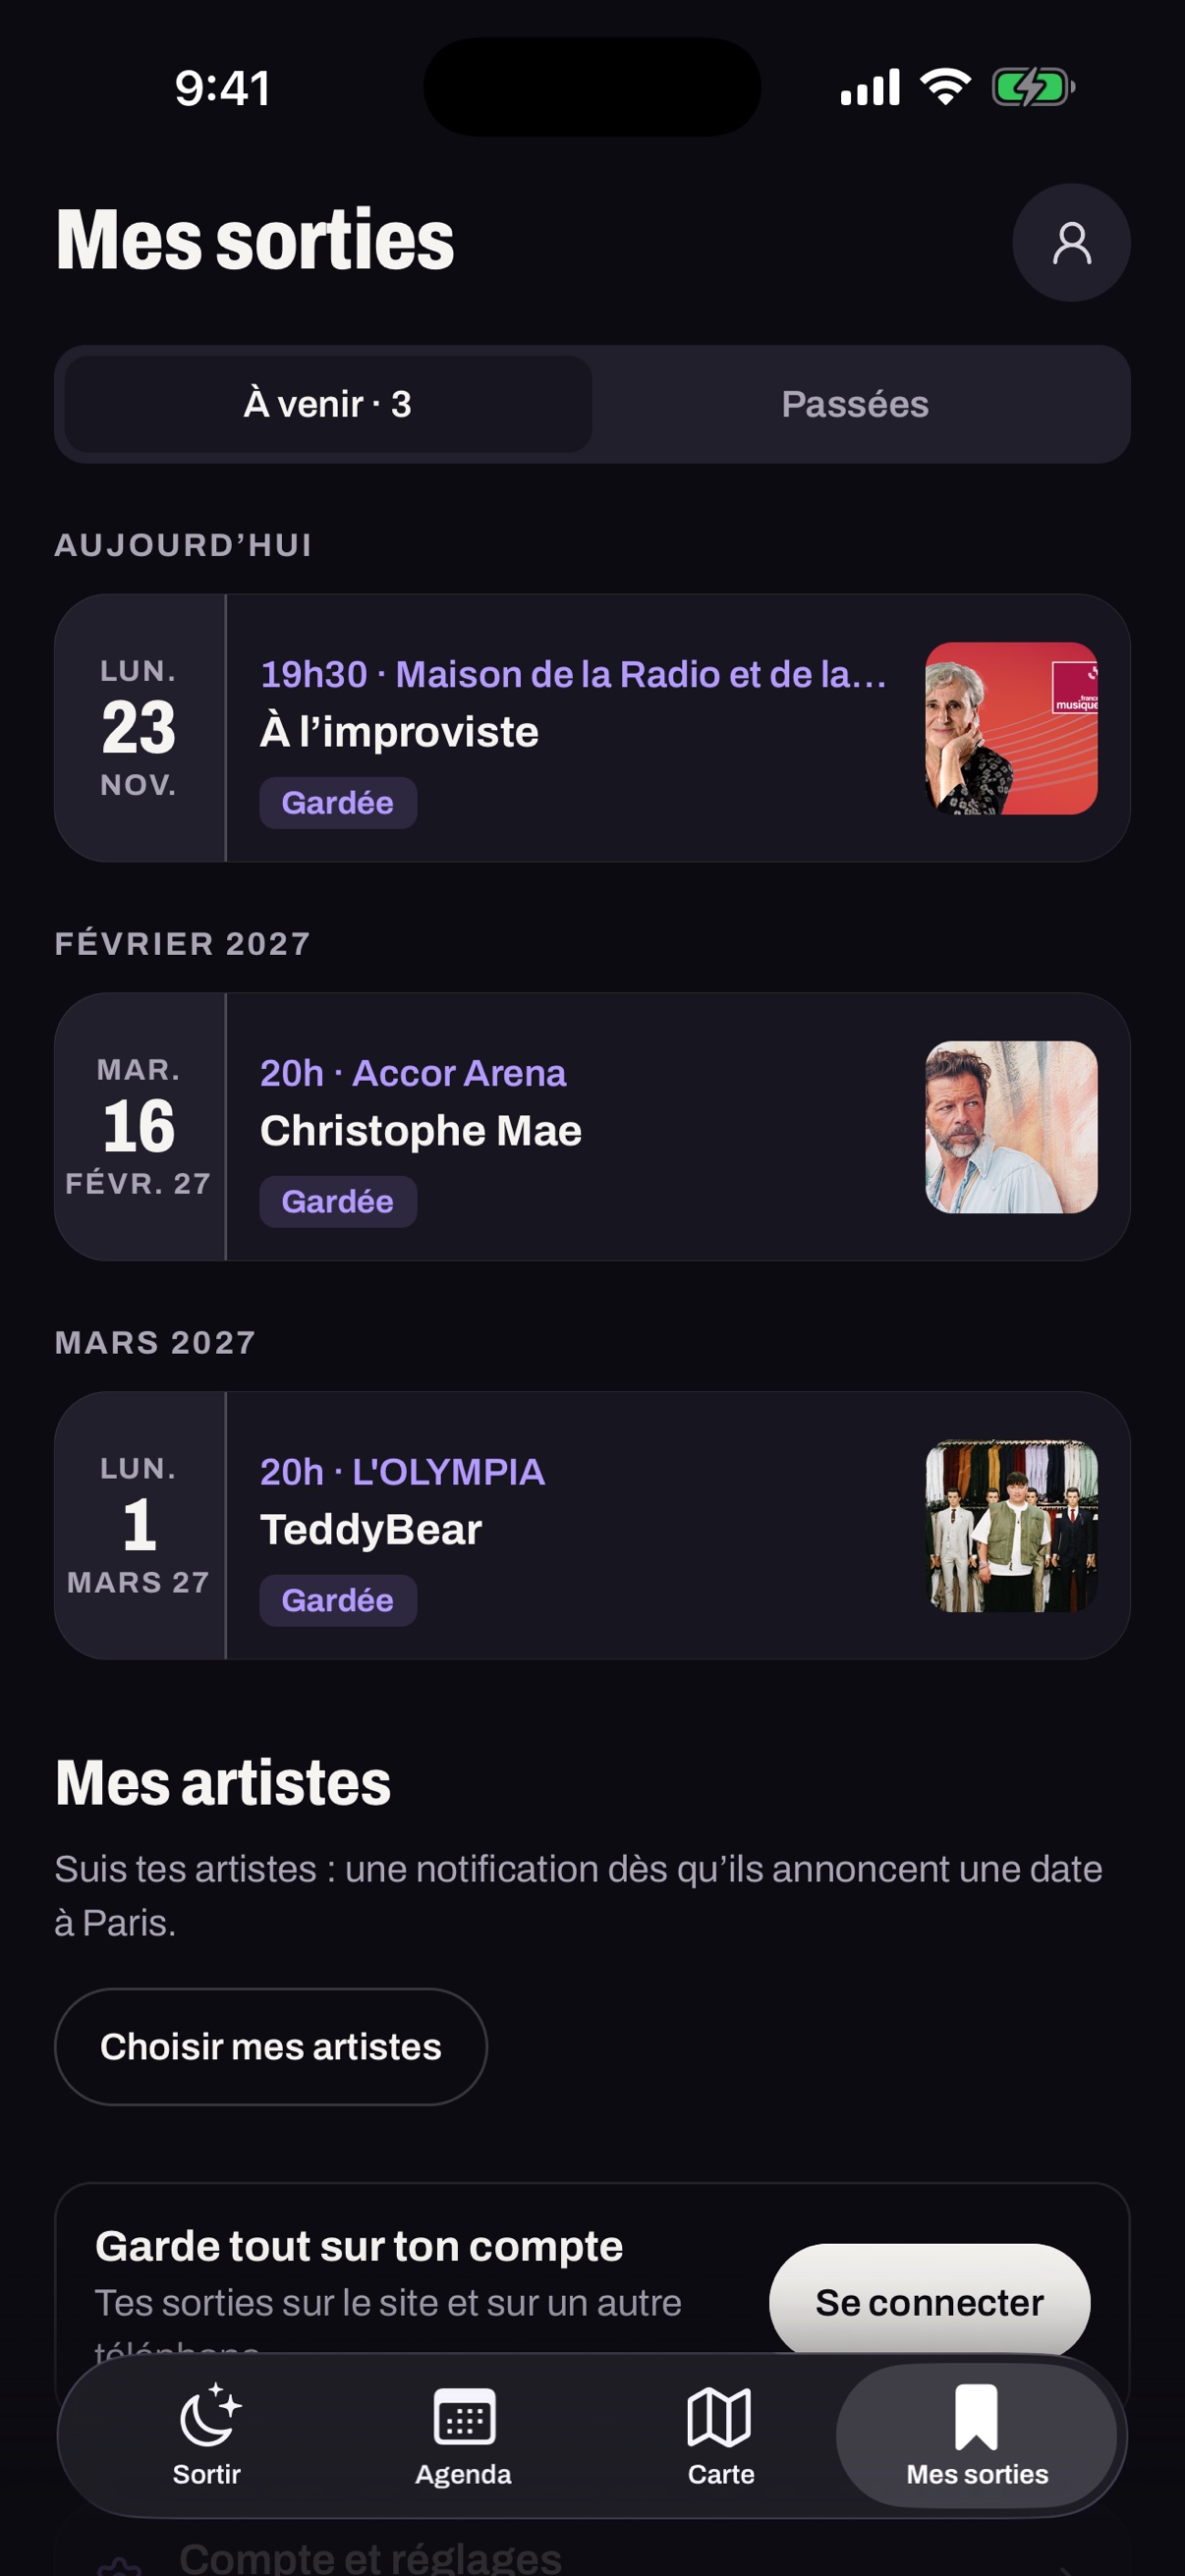 9:41
Mes sorties
À venir · 3
Passées
AUJOURD’HUI
LUN.
23
NOV.
19h30 · Maison de la Radio et de la…
À l’improviste
Gardée
france
musique
FÉVRIER 2027
MAR.
16
FÉVR. 27
20h · Accor Arena
Christophe Mae
Gardée
MARS 2027
LUN.
1
MARS 27
20h · L'OLYMPIA
TeddyBear
Gardée
Mes artistes
Suis tes artistes : une notification dès qu’ils annoncent une date
à Paris.
Choisir mes artistes
Garde tout sur ton compte
Tes sorties sur le site et sur un autre
téléphone
Se connecter
Sortir
Agenda
Carte
Mes sorties
Compte et réglages